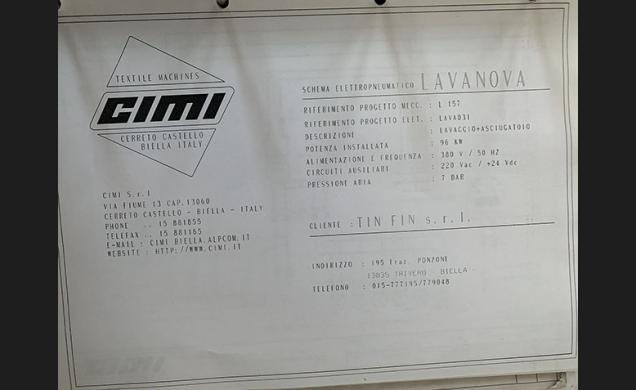 TEXTILE MACHINES
CIMI
CERRETO CASTELLO
BIELLA ITALY
CIMI S.r.l
VIA FIUME 13 CAP.13060
CERRETO CASTELLO - BIELLA - ITALY
PHONE .. 15 881855
TELEFAX .. 15 881165
E-MAIL : CIMI BIELLA.ALPCOM.IT
WEBSITE : HTTP://WWW.CIMI.IT
SCHEMA ELETTROPNEUMATICO LAVANOVA
RIFERIMENTO PROGETTO MECC. : L 157
RIFERIMENTO PROGETTO ELET. : LAVA031
DESCRIZIONE : LAVAGGIO+ASCIUGATOIO
POTENZA INSTALLATA : 96 KW
ALIMENTAZIONE E FREQUENZA : 380 V / 50 HZ
CIRCUITI AUSILIARI : 220 Vac / +24 Vdc
PRESSIONE ARIA : 7 BAR
CLIENTE : TIN FIN s.r.l.
INDIRIZZO : 195 Fraz. PONZONE
13835 TRIVERO BIELLA -
TELEFONO : 015-777195/779048
CIMI